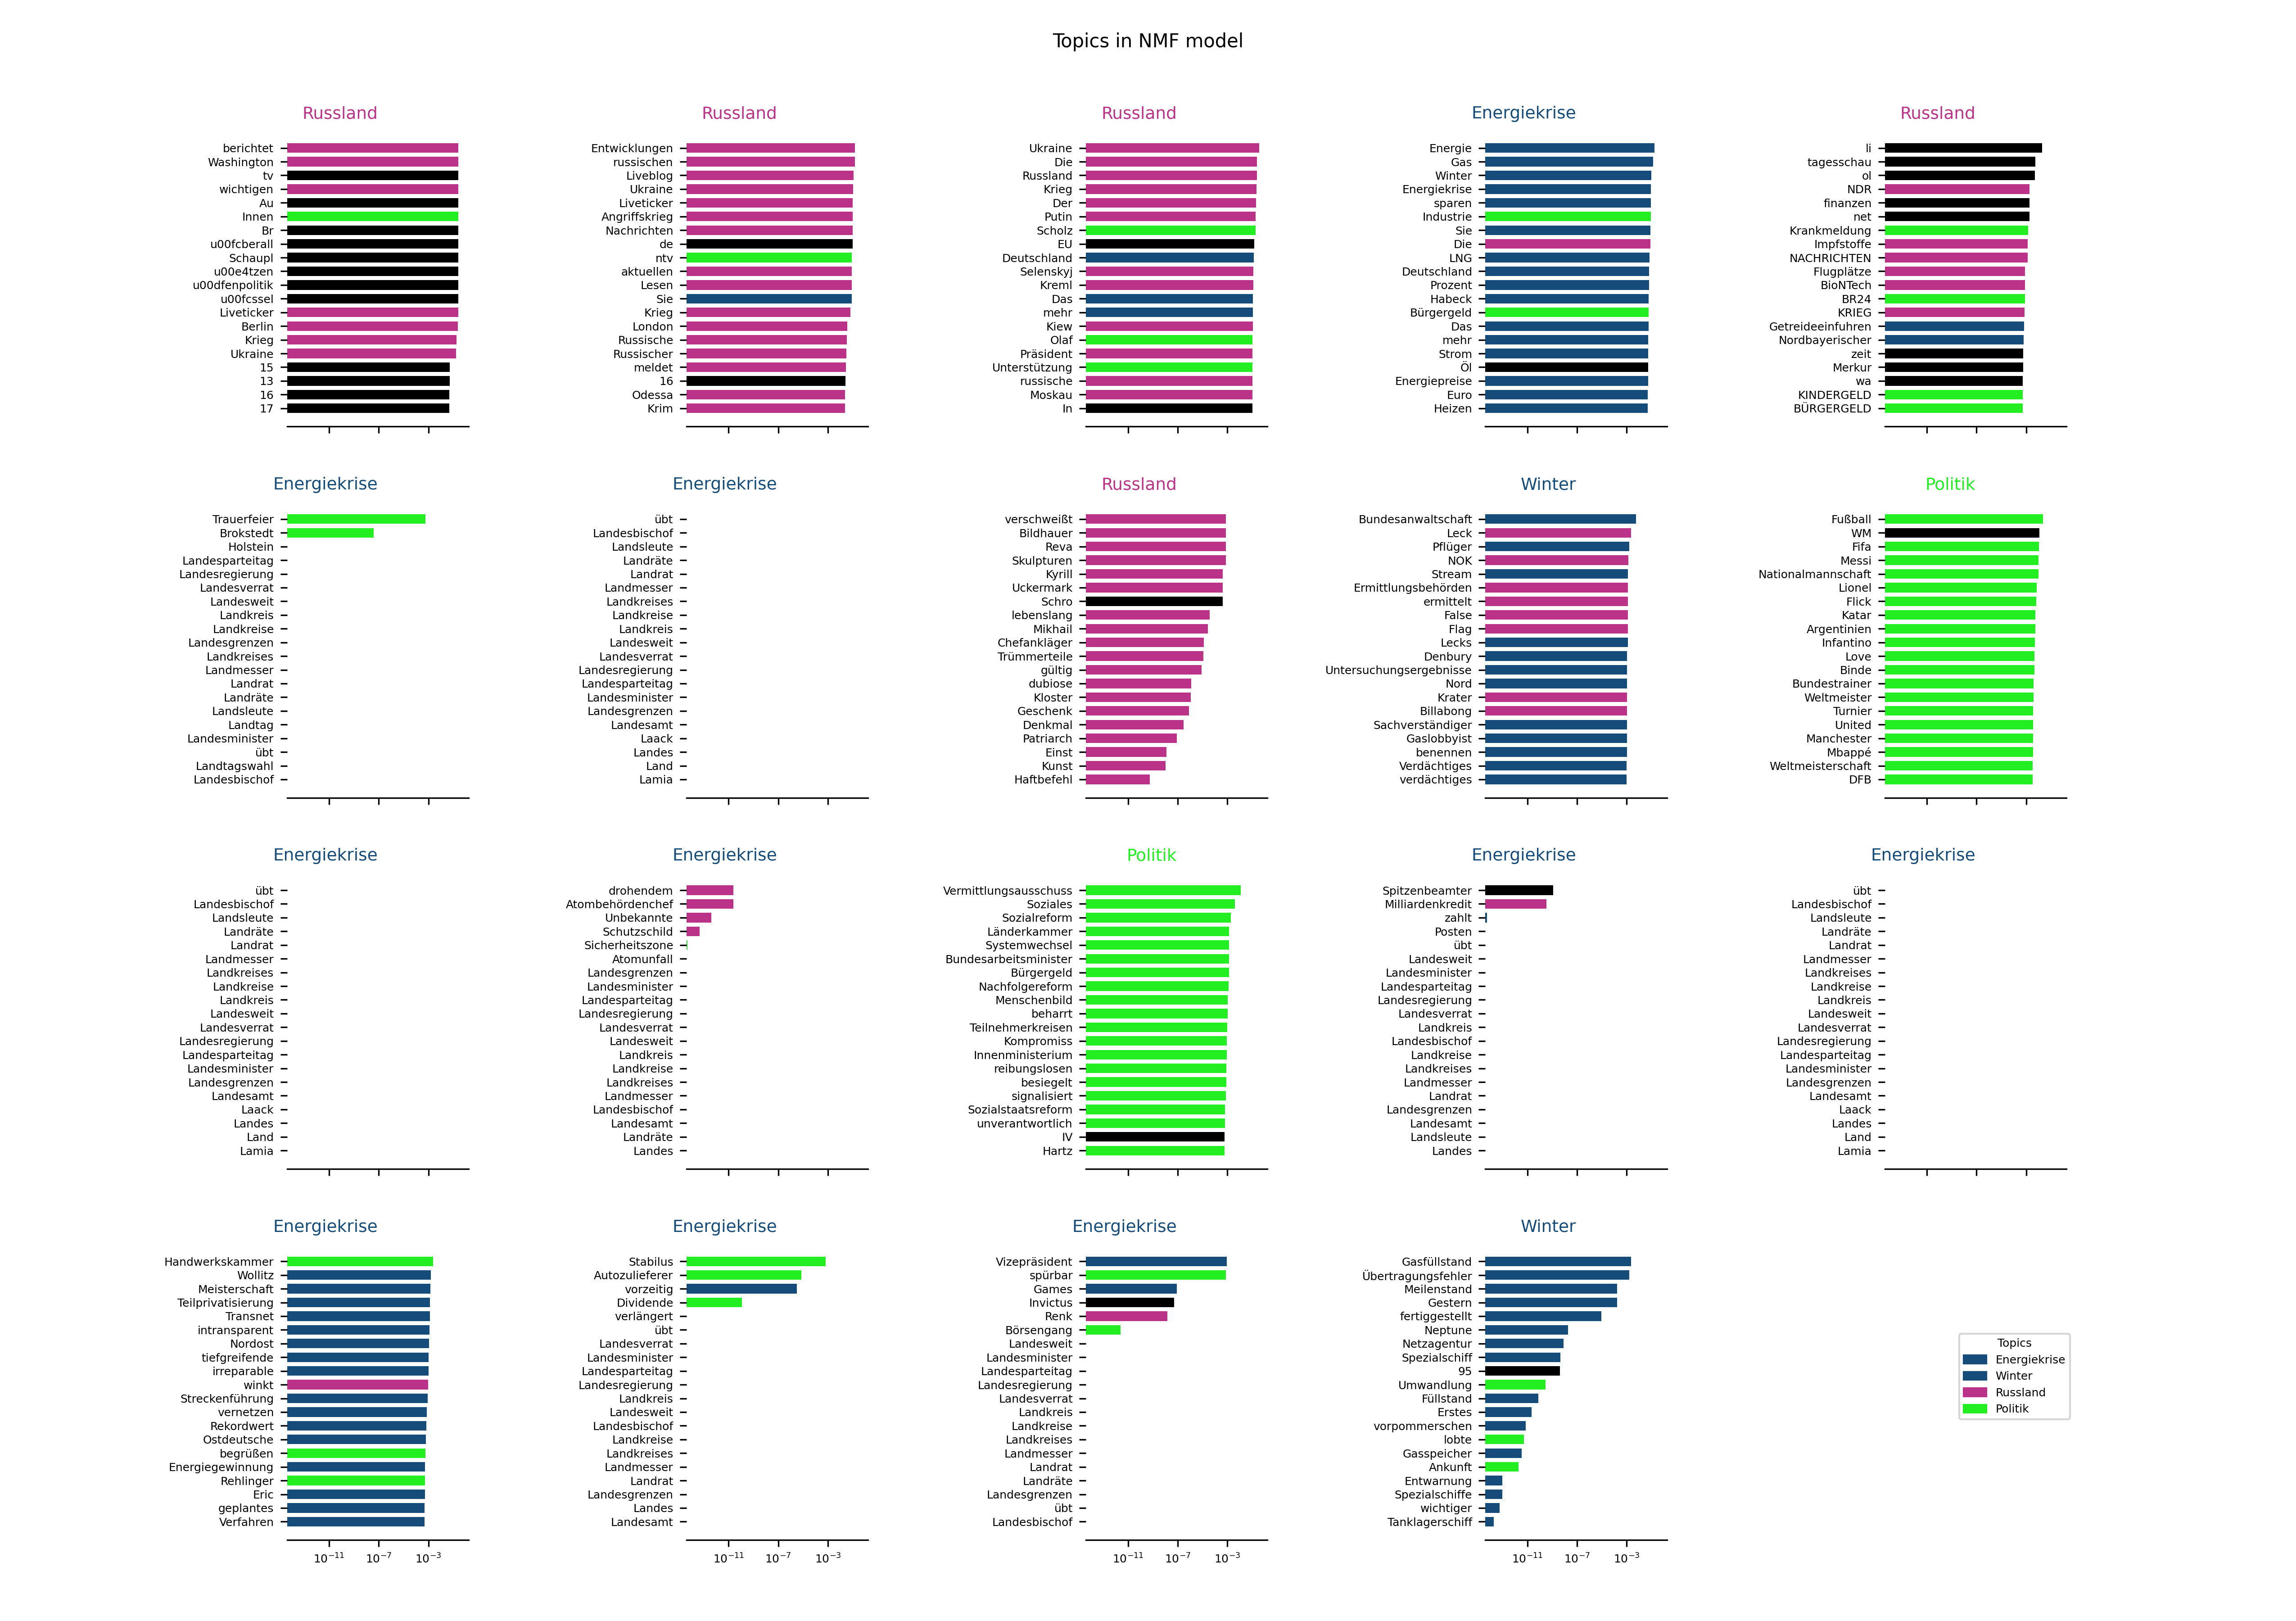 Topics in NMF model
Russland
berichtet
Washington
tv
wichtigen
Au
Innen
Br
u00fcberall
Schaupl
u00e4tzen
u00dfenpolitik
u00fcssel
Liveticker
Berlin
Krieg
Ukraine
15
13
16
17
Russland
Entwicklungen
russischen
Liveblog
Ukraine
Liveticker
Angriffskrieg
Nachrichten
de
ntv
aktuellen
Lesen
Sie
Krieg
London
Russische
Russischer
meldet
16
Odessa
Krim
Russland
Ukraine
Die
Russland
Krieg
Der
Putin
Scholz
EU
Deutschland
Selenskyj
Kreml
Das
mehr
Kiew
Olaf
Präsident
Unterstützung
russische
Moskau
In
Energiekrise
Energie
Gas
Winter
Energiekrise
sparen
Industrie
Sie
Die
LNG
Deutschland
Prozent
Habeck
Bürgergeld
Das
mehr
Strom
Öl
Energiepreise
Euro
Heizen
Russland
li
tagesschau
ol
NDR
finanzen
net
Krankmeldung
Impfstoffe
NACHRICHTEN
Flugplätze
BioNTech
BR24
KRIEG
Getreideeinfuhren
Nordbayerischer
zeit
Merkur
wa
KINDERGELD
BÜRGERGELD
Energiekrise
Trauerfeier
Brokstedt
Holstein
Landesparteitag
Landesregierung
Landesverrat
Landesweit
Landkreis
Landkreise
Landesgrenzen
Landkreises
Landmesser
Landrat
Landräte
Landsleute
Landtag
Landesminister
übt
Landtagswahl
Landesbischof
Energiekrise
übt
Landesbischof
Landsleute
Landräte
Landrat
Landmesser
Landkreises
Landkreise
Landkreis
Landesweit
Landesverrat
Landesregierung
Landesparteitag
Landesminister
Landesgrenzen
Landesamt
Laack
Landes
Land
Lamia
Russland
verschweißt
Bildhauer
Reva
Skulpturen
Kyrill
Uckermark
Schro
lebenslang
Mikhail
Chefankläger
Trümmerteile
gültig
dubiose
Kloster
Geschenk
Denkmal
Patriarch
Einst
Kunst
Haftbefehl
Winter
Bundesanwaltschaft
Leck
Pflüger
NOK
Stream
Ermittlungsbehörden
ermittelt
False
Flag
Lecks
Denbury
Untersuchungsergebnisse
Nord
Krater
Billabong
Sachverständiger
Gaslobbyist
benennen
Verdächtiges
verdächtiges
Politik
Fußball
WM
Fifa
Messi
Nationalmannschaft
Lionel
Flick
Katar
Argentinien
Infantino
Love
Binde
Bundestrainer
Weltmeister
Turnier
United
Manchester
Mbappé
Weltmeisterschaft
DFB
Energiekrise
übt
Landesbischof
Landsleute
Landräte
Landrat
Landmesser
Landkreises
Landkreise
Landkreis
Landesweit
Landesverrat
Landesregierung
Landesparteitag
Landesminister
Landesgrenzen
Landesamt
Laack
Landes
Land
Lamia
Energiekrise
drohendem
Atombehördenchef
Unbekannte
Schutzschild
Sicherheitszone
Atomunfall
Landesgrenzen
Landesminister
Landesparteitag
Landesregierung
Landesverrat
Landesweit
Landkreis
Landkreise
Landkreises
Landmesser
Landesbischof
Landesamt
Landräte
Landes
Politik
Vermittlungsausschuss
Soziales
Sozialreform
Länderkammer
Systemwechsel
Bundesarbeitsminister
Bürgergeld
Nachfolgereform
Menschenbild
beharrt
Teilnehmerkreisen
Kompromiss
Innenministerium
reibungslosen
besiegelt
signalisiert
Sozialstaatsreform
unverantwortlich
IV
Hartz
Energiekrise
Spitzenbeamter
Milliardenkredit
zahlt
Posten
übt
Landesweit
Landesminister
Landesparteitag
Landesregierung
Landesverrat
Landkreis
Landesbischof
Landkreise
Landkreises
Landmesser
Landrat
Landesgrenzen
Landesamt
Landsleute
Landes
Energiekrise
übt
Landesbischof
Landsleute
Landräte
Landrat
Landmesser
Landkreises
Landkreise
Landkreis
Landesweit
Landesverrat
Landesregierung
Landesparteitag
Landesminister
Landesgrenzen
Landesamt
Laack
Landes
Land
Lamia
Energiekrise
Handwerkskammer
Wollitz
Meisterschaft
Teilprivatisierung
Transnet
intransparent
Nordost
tiefgreifende
irreparable
winkt
Streckenführung
vernetzen
Rekordwert
Ostdeutsche
begrüßen
Energiegewinnung
Rehlinger
Eric
geplantes
Verfahren
10⁻¹¹ 10⁻⁷ 10⁻³
Energiekrise
Stabilus
Autozulieferer
vorzeitig
Dividende
verlängert
übt
Landesverrat
Landesminister
Landesparteitag
Landesregierung
Landkreis
Landesweit
Landesbischof
Landkreise
Landkreises
Landmesser
Landrat
Landesgrenzen
Landes
Landesamt
10⁻¹¹ 10⁻⁷ 10⁻³
Energiekrise
Vizepräsident
spürbar
Games
Invictus
Renk
Börsengang
Landesweit
Landesminister
Landesparteitag
Landesregierung
Landesverrat
Landkreis
Landkreise
Landkreises
Landmesser
Landrat
Landräte
Landesgrenzen
übt
Landesbischof
10⁻¹¹ 10⁻⁷ 10⁻³
Winter
Gasfüllstand
Übertragungsfehler
Meilenstand
Gestern
fertiggestellt
Neptune
Netzagentur
Spezialschiff
95
Umwandlung
Füllstand
Erstes
vorpommerschen
lobte
Gasspeicher
Ankunft
Entwarnung
Spezialschiffe
wichtiger
Tanklagerschiff
10⁻¹¹ 10⁻⁷ 10⁻³
Topics
Energiekrise
Winter
Russland
Politik